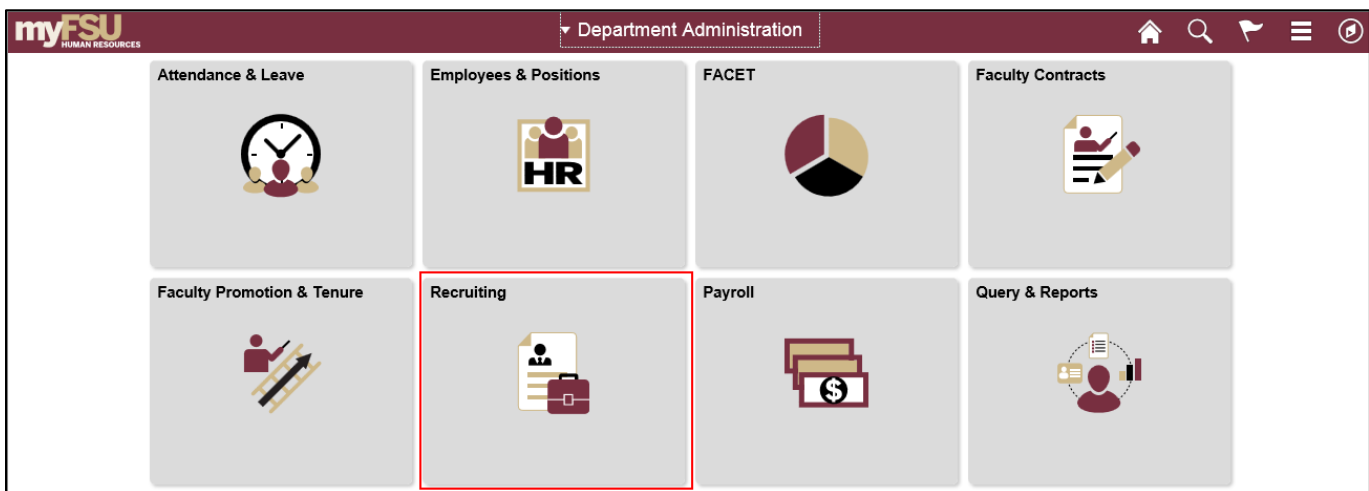 myFSU
HUMAN RESOURCES
Department Administration
Attendance & Leave
Employees & Positions
HR
FACET
Faculty Contracts
Faculty Promotion & Tenure
Recruiting
Payroll
$
Query & Reports